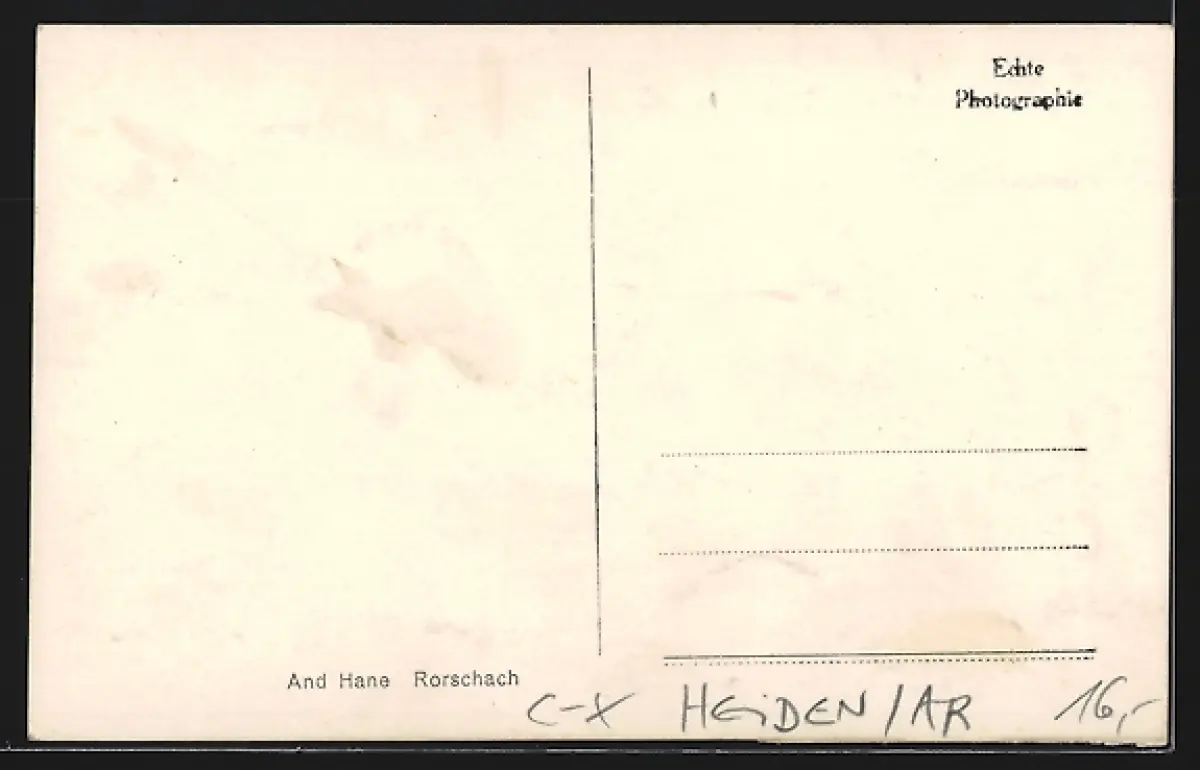 Echte
Photographie
And Hane Rorschach
C-X HEiDEN/AR 16,-